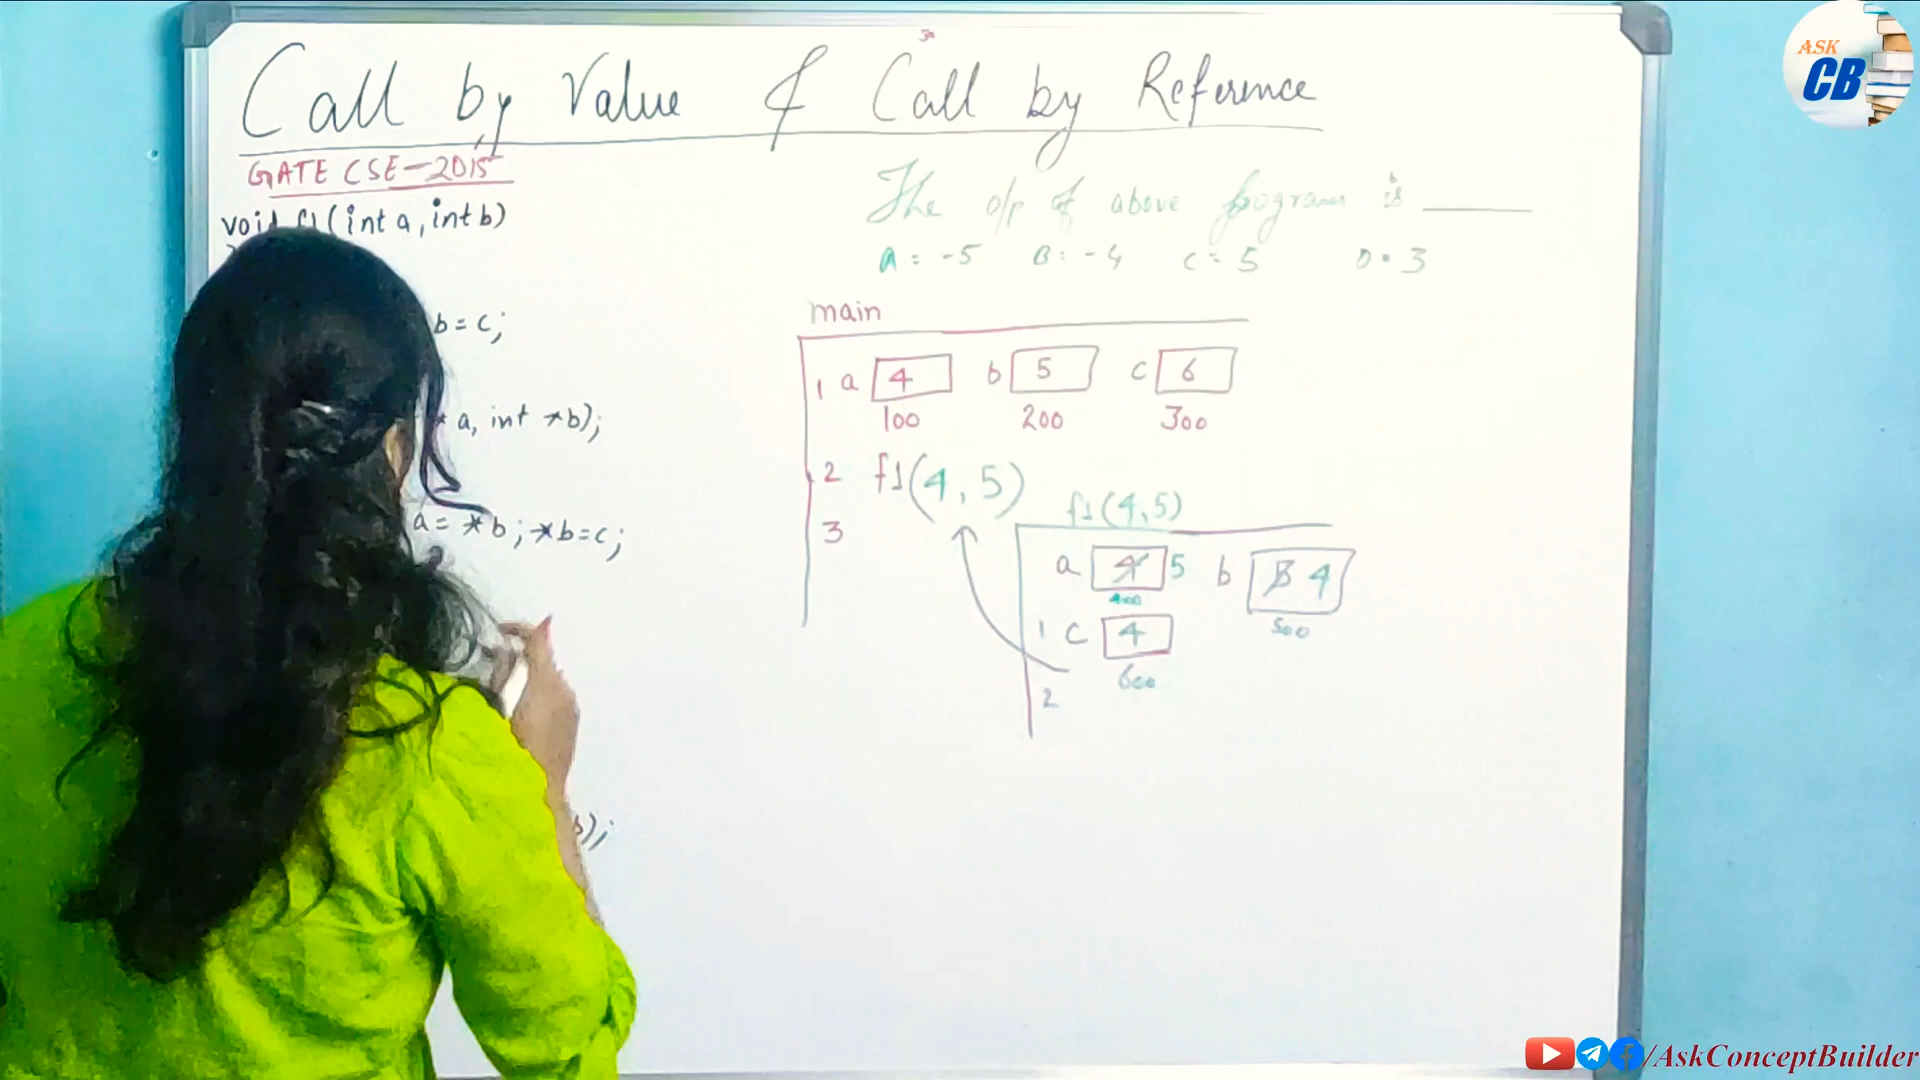 Call by Value & Call by Reference
GATE CSE-2015
void f1(int a, int b)
b=c;
* a, int *b);
a= *b; *b=c;
b);
The o/p of above program is ____
A = -5 B = -4 C = 5 D = 3
main
1 a 4 b 5 c 6
100 200 300
2 f1(4,5)
3
f1(4,5)
a 4 5 b 5 4
400 500
1 c 4
600
2
ASK
CB
/AskConceptBuilder